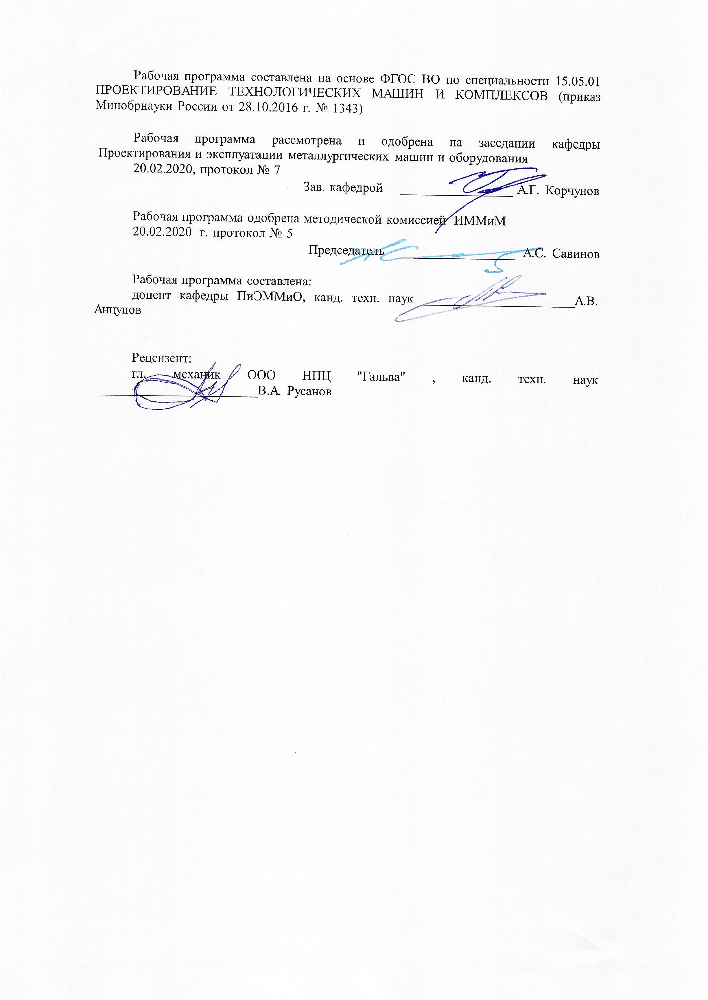 Рабочая программа составлена на основе ФГОС ВО по специальности 15.05.01
ПРОЕКТИРОВАНИЕ ТЕХНОЛОГИЧЕСКИХ МАШИН И КОМПЛЕКСОВ (приказ
Минобрнауки России от 28.10.2016 г. № 1343)
Рабочая программа рассмотрена и одобрена на заседании кафедры
Проектирования и эксплуатации металлургических машин и оборудования
20.02.2020, протокол № 7
Зав. кафедрой ________________ А.Г. Корчунов
Рабочая программа одобрена методической комиссией ИММиМ
20.02.2020 г. протокол № 5
Председатель ________________ А.С. Савинов
Рабочая программа составлена:
доцент кафедры ПиЭММиО, канд. техн. наук ______________________А.В.
Анцупов
Рецензент:
гл. механик ООО НПЦ "Гальва" , канд. техн. наук
________________________В.А. Русанов